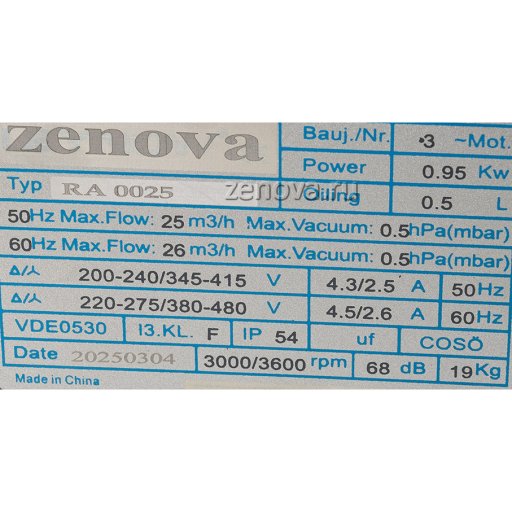 zenova
Bauj./Nr. 3 ~Mot.
Power 0.95 Kw
Typ RA 0025
zenova.ru
0.5 L
50Hz Max.Flow: 25 m3/h Max.Vacuum: 0.5hPa(mbar)
60Hz Max.Flow: 26 m3/h Max.Vacuum: 0.5hPa(mbar)
Δ/⅄ 200-240/345-415 V 4.3/2.5 A 50Hz
Δ/⅄ 220-275/380-480 V 4.5/2.6 A 60Hz
VDE0530 I3.KL. F IP 54 uf COSÖ
Date 20250304 3000/3600 rpm 68 dB 19Kg
Made in China